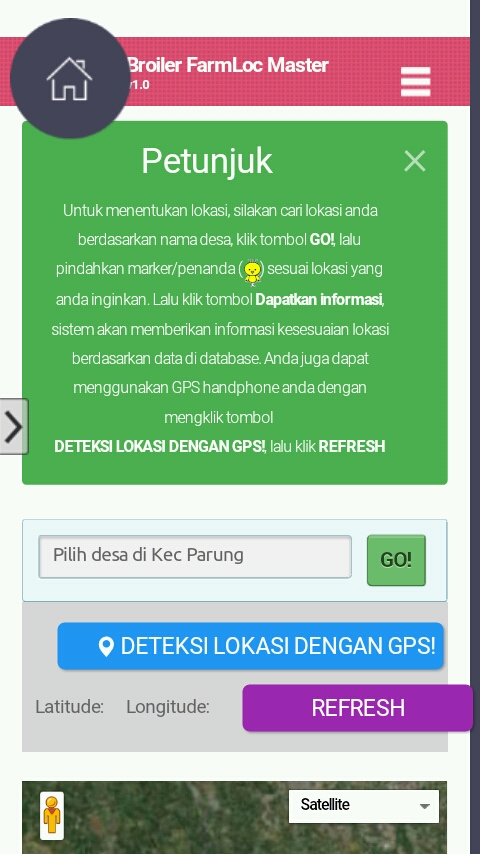 Broiler FarmLoc Master
v1.0
Petunjuk
Untuk menentukan lokasi, silakan cari lokasi anda
berdasarkan nama desa, klik tombol GO!, lalu
pindahkan marker/penanda ( ) sesuai lokasi yang
anda inginkan. Lalu klik tombol Dapatkan informasi,
sistem akan memberikan informasi kesesuaian lokasi
berdasarkan data di database. Anda juga dapat
menggunakan GPS handphone anda dengan
mengklik tombol
DETEKSI LOKASI DENGAN GPS!, lalu klik REFRESH
Pilih desa di Kec Parung
GO!
DETEKSI LOKASI DENGAN GPS!
Latitude: Longitude:
REFRESH
Satellite